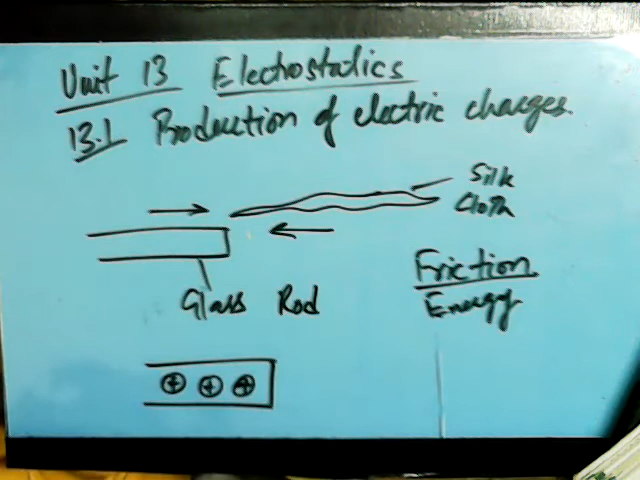 Unit 13 Electrostatics
13.1 Production of electric charges.
Silk
Cloth
Friction
Energy
Glass Rod
+ + +